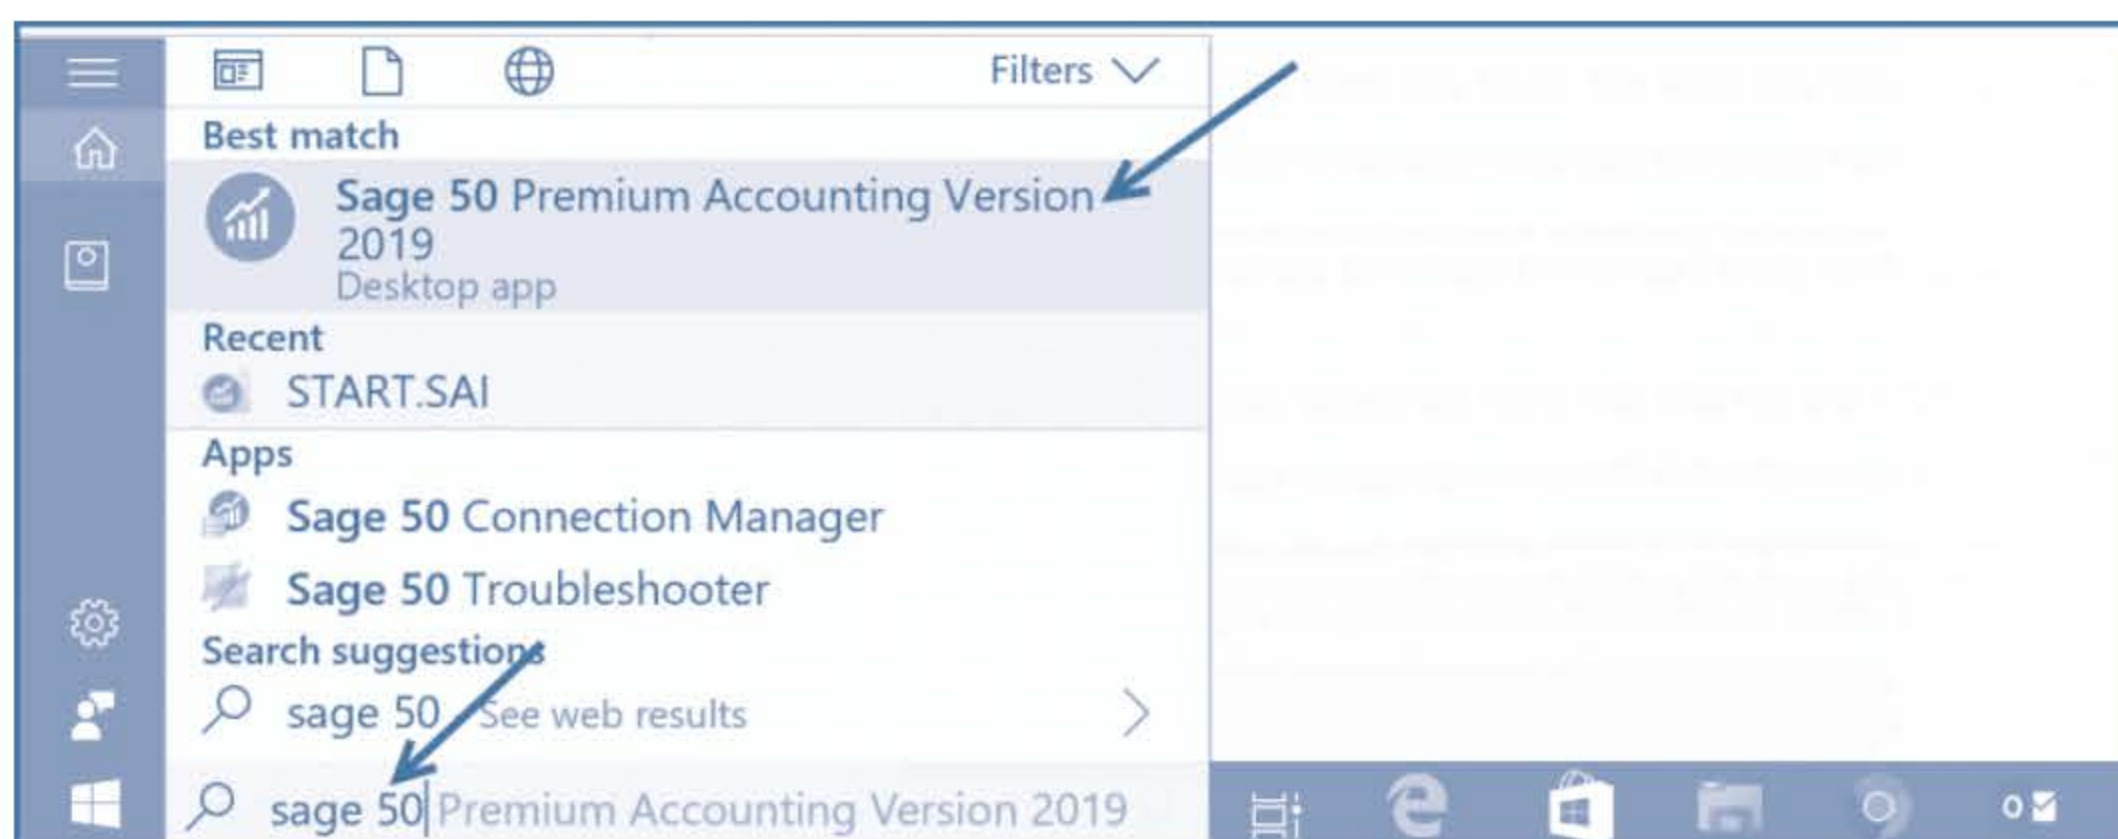 Filters
Best match
Sage 50 Premium Accounting Version
2019
Desktop app
Recent
START.SAI
Apps
Sage 50 Connection Manager
Sage 50 Troubleshooter
Search suggestions
sage 50 - See web results
sage 50 Premium Accounting Version 2019